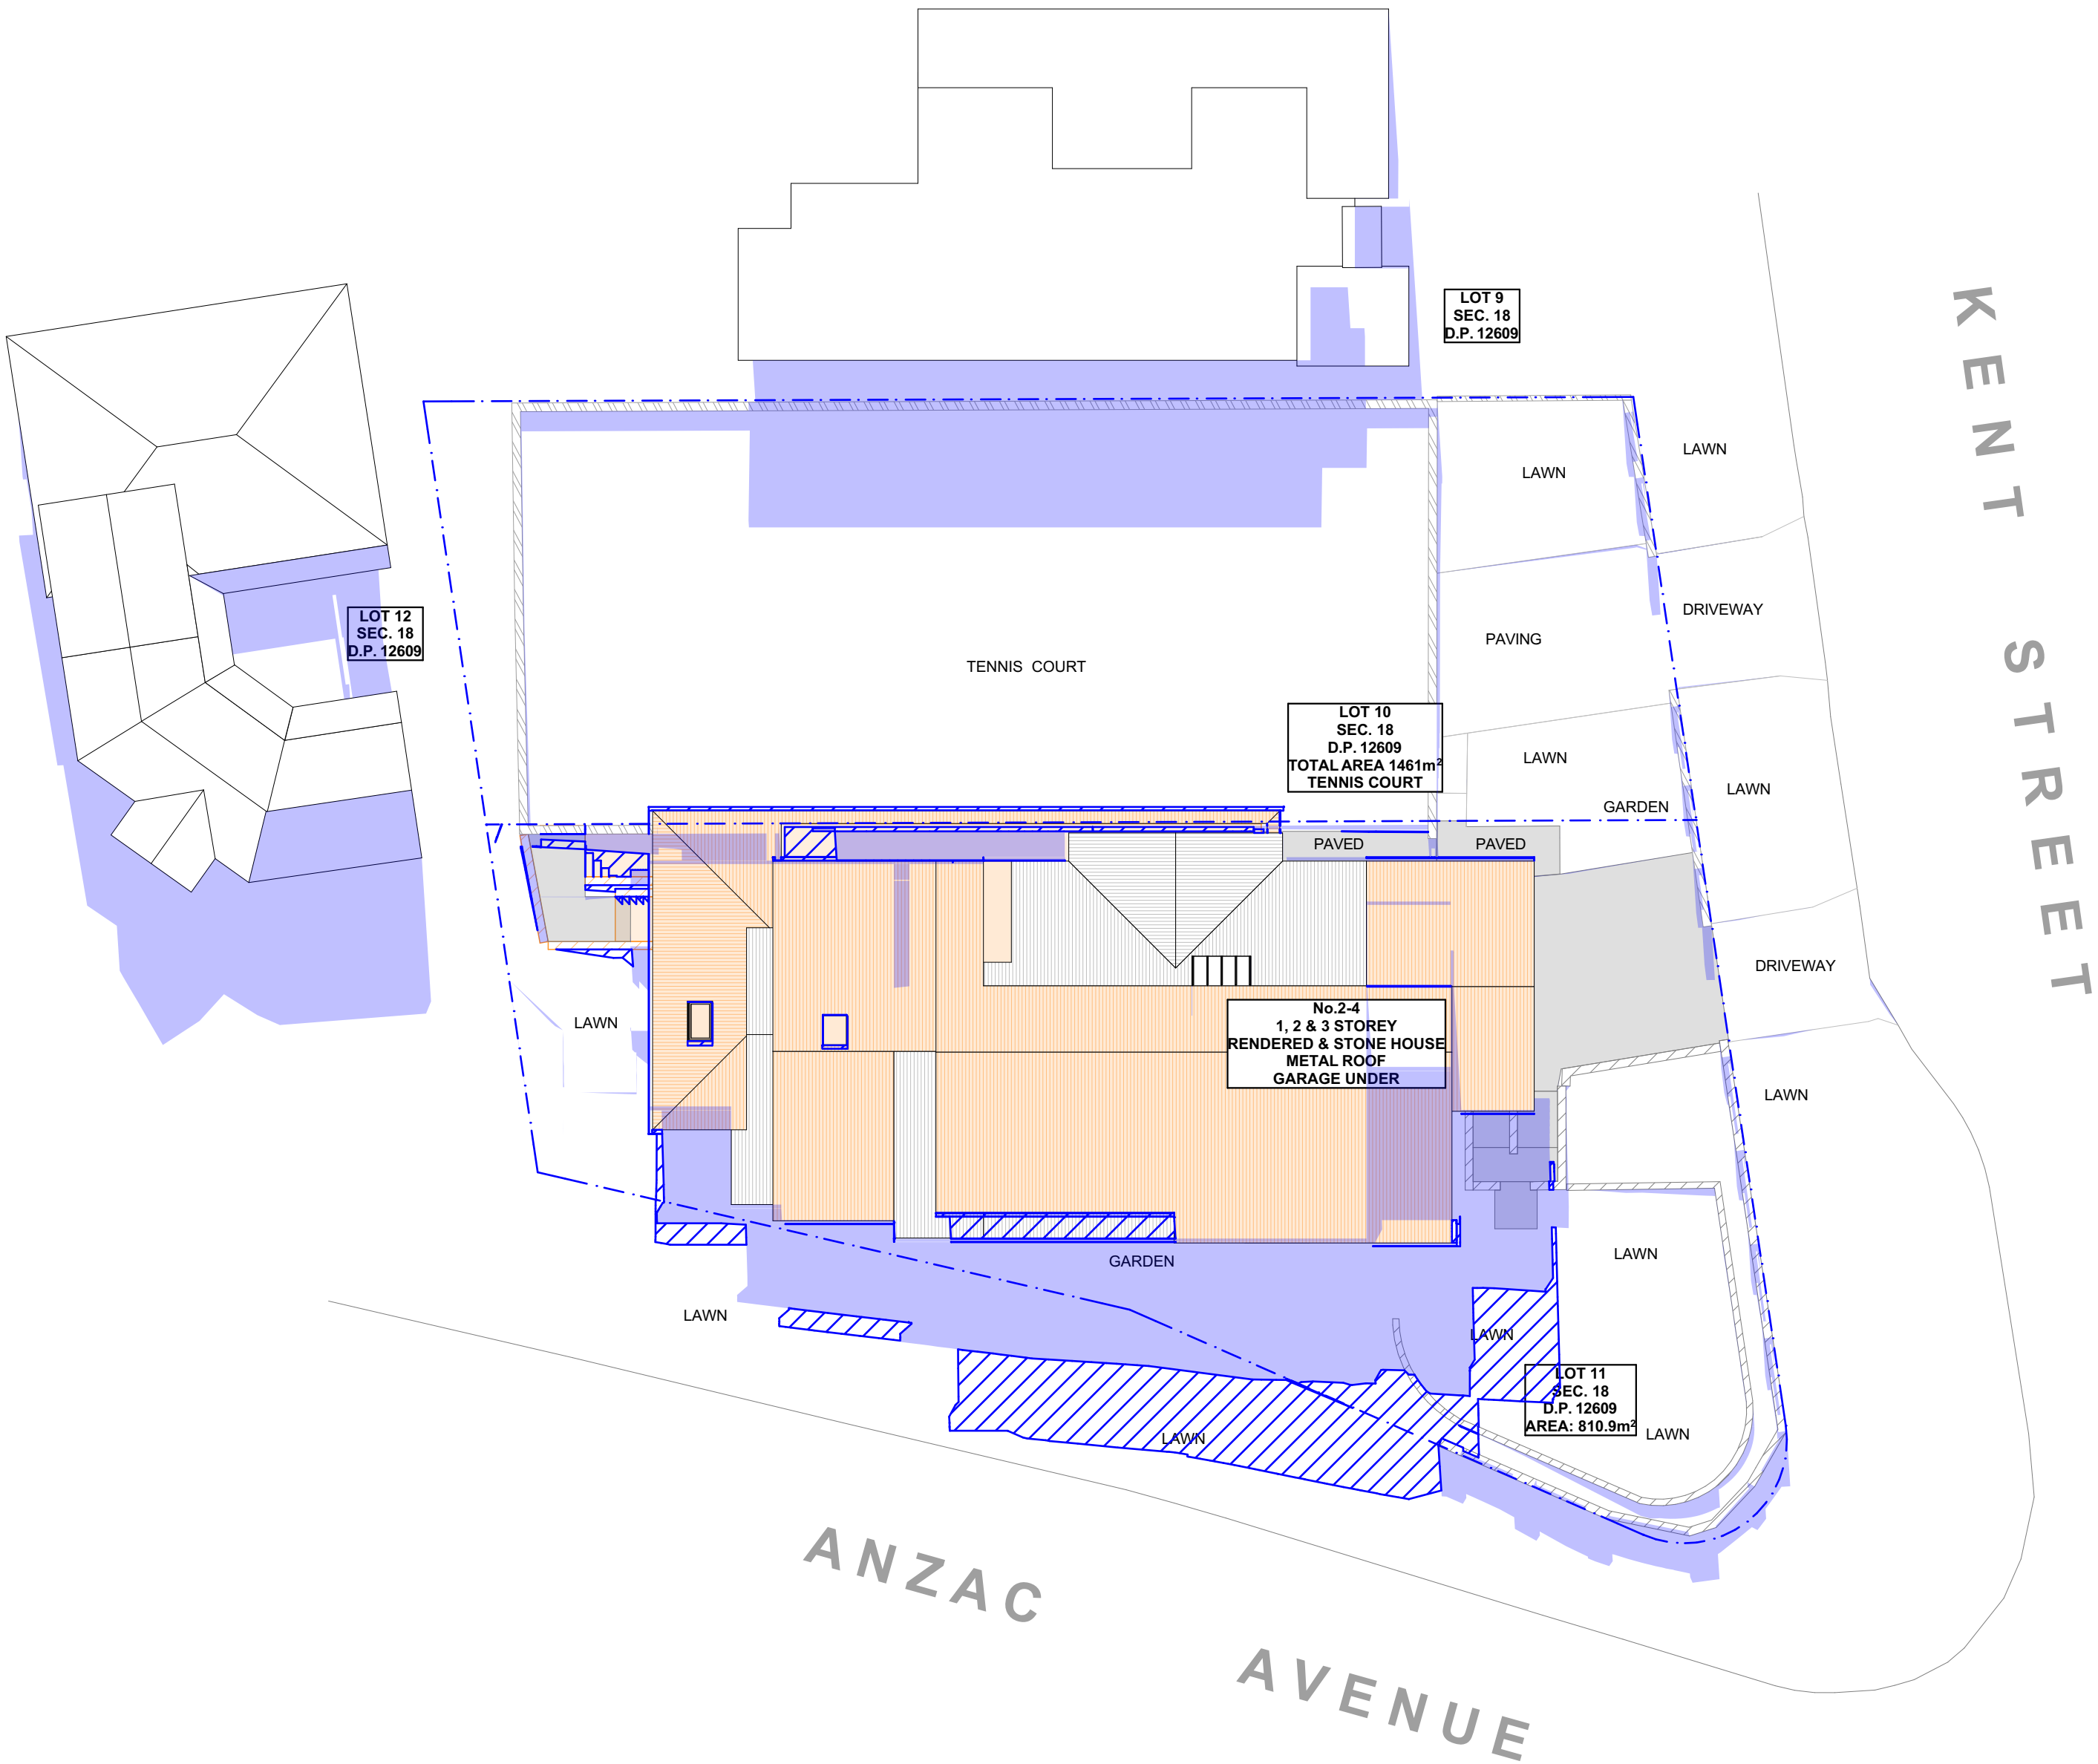 LOT 9
SEC. 18
D.P. 12609
KENT STREET
LAWN
LAWN
LOT 12
SEC. 18
D.P. 12609
DRIVEWAY
PAVING
TENNIS COURT
LOT 10
SEC. 18
D.P. 12609
TOTAL AREA 1461m²
TENNIS COURT
LAWN
LAWN
GARDEN
PAVED
PAVED
DRIVEWAY
LAWN
No.2-4
1, 2 & 3 STOREY
RENDERED & STONE HOUSE
METAL ROOF
GARAGE UNDER
LAWN
GARDEN
LAWN
LAWN
LAWN
LOT 11
SEC. 18
D.P. 12609
AREA: 810.9m²
LAWN
LAWN
ANZAC AVENUE